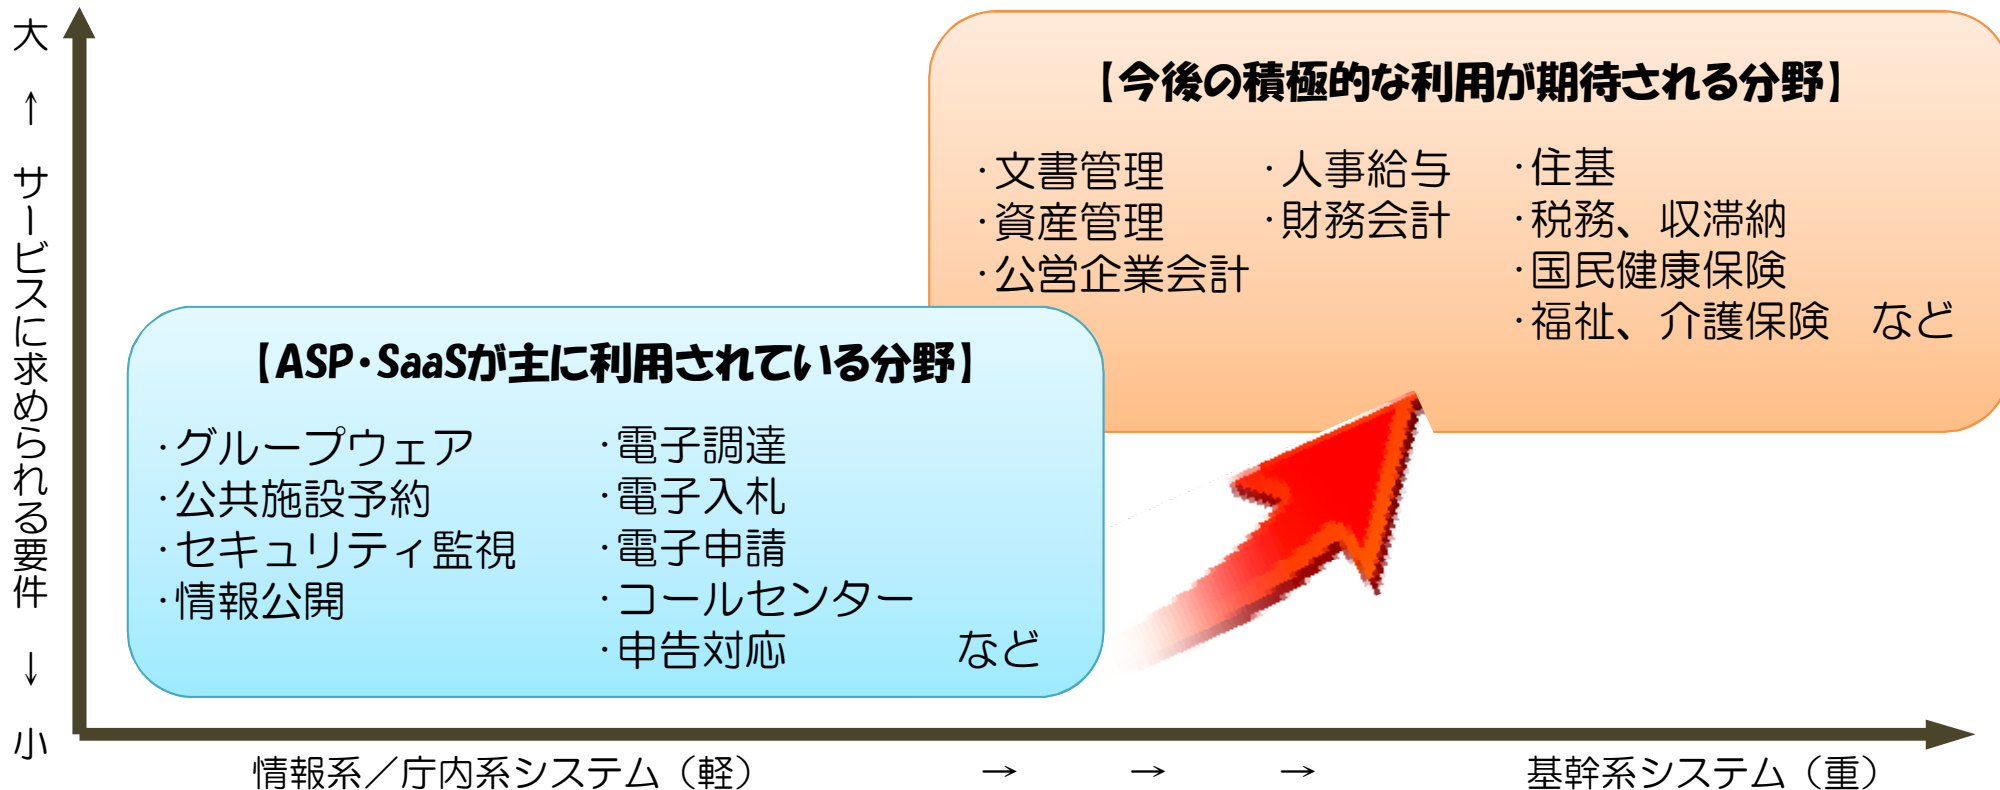 大 ↑ サービスに求められる要件 ↓ 小
【今後の積極的な利用が期待される分野】
・文書管理 ・人事給与 ・住基
・資産管理 ・財務会計 ・税務、収滞納
・公営企業会計 ・国民健康保険
・福祉、介護保険 など
【ASP・SaaSが主に利用されている分野】
・グループウェア ・電子調達
・公共施設予約 ・電子入札
・セキュリティ監視 ・電子申請
・情報公開 ・コールセンター
・申告対応 など
情報系／庁内系システム（軽） → → → 基幹系システム（重）